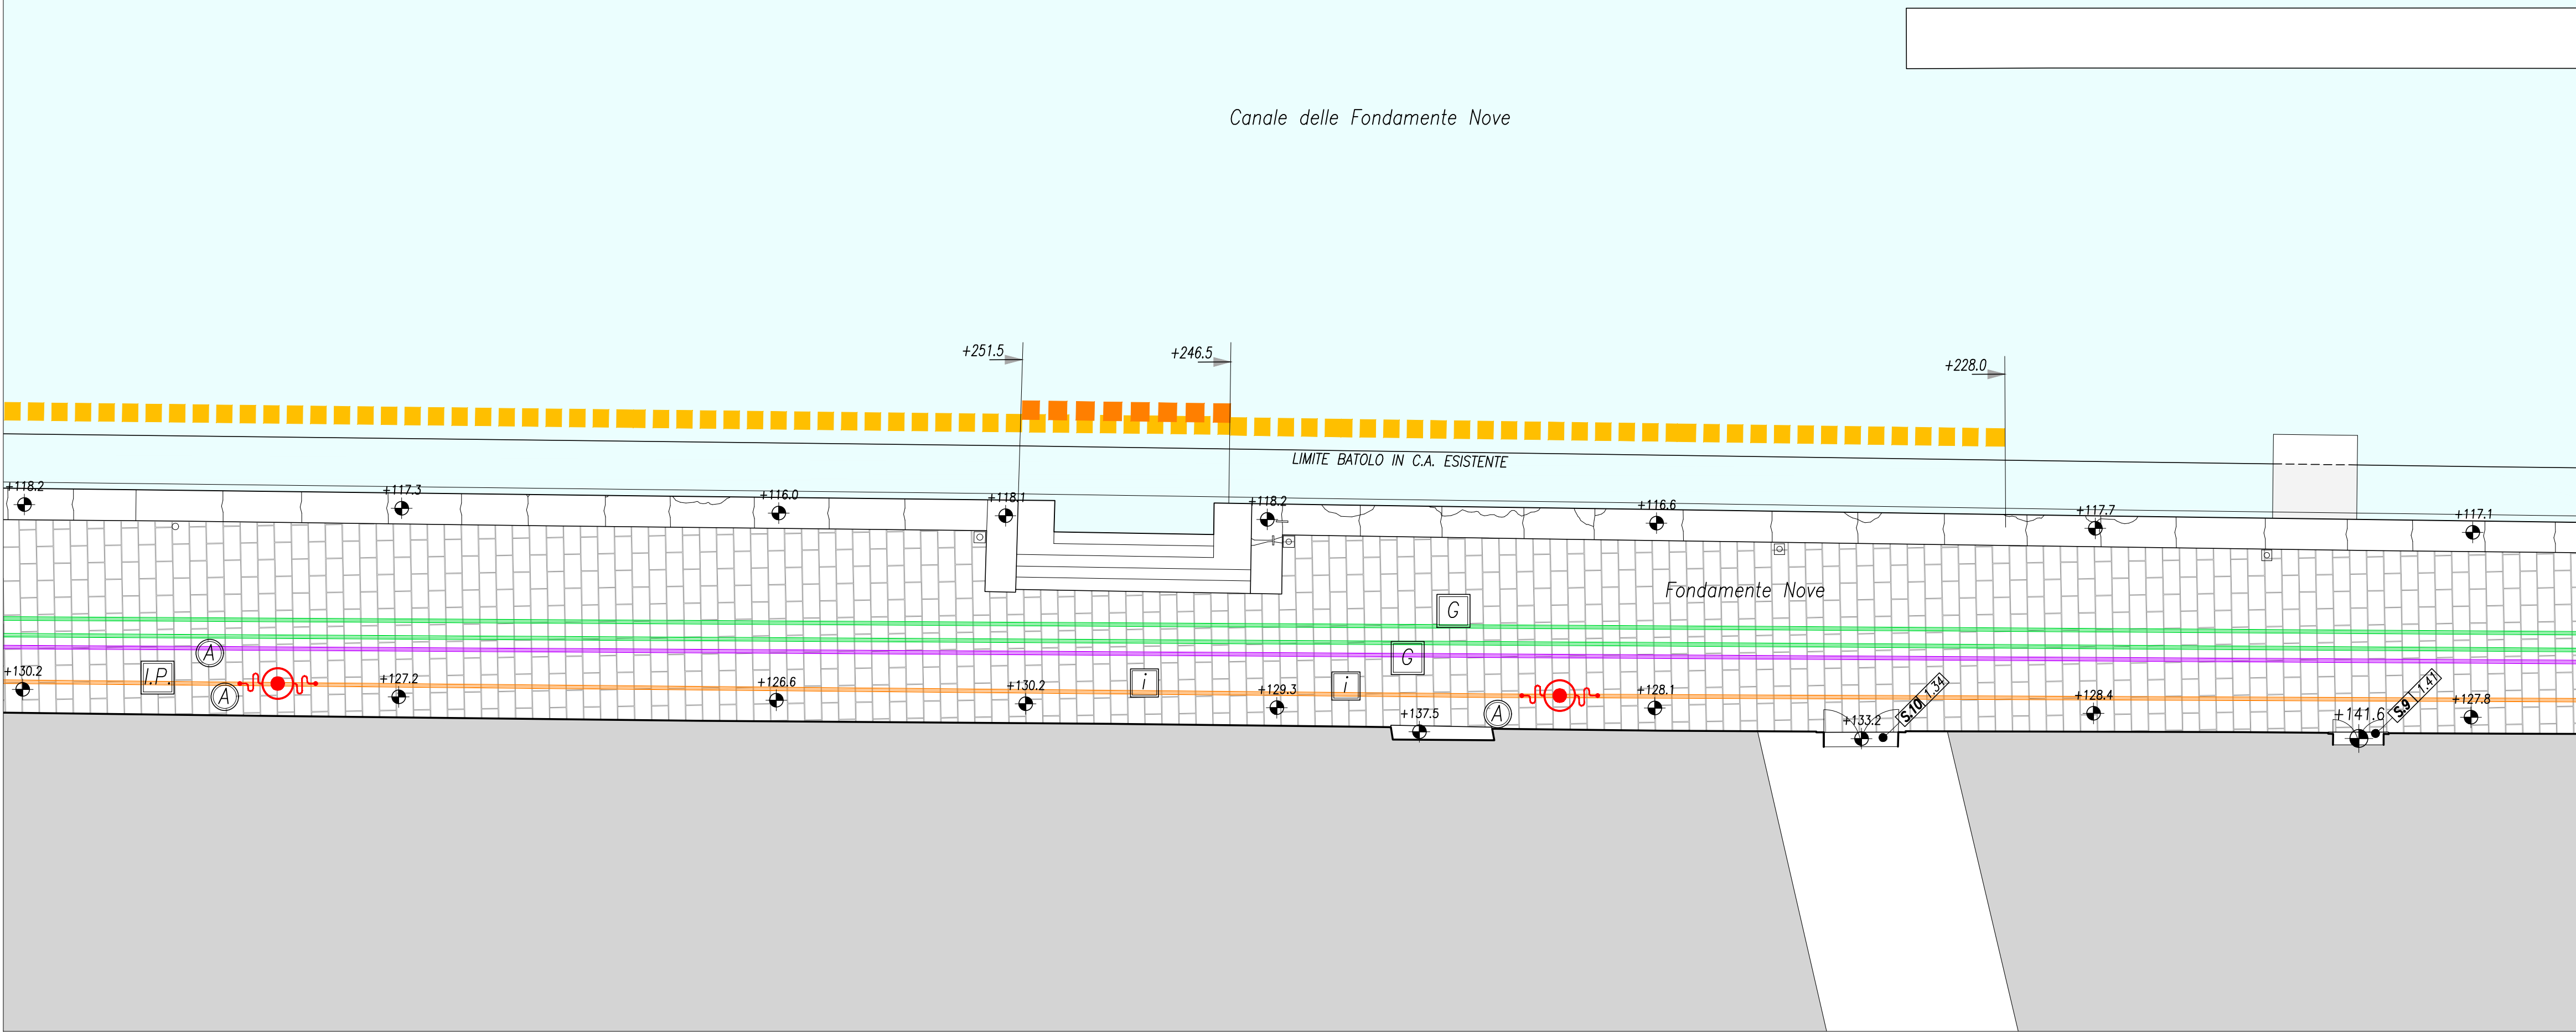 Canale delle Fondamente Nove
+251.5
+246.5
+228.0
LIMITE BATOLO IN C.A. ESISTENTE
+118.2
+117.3
+116.0
+118.1
+118.2
+116.6
+117.7
+117.1
Fondamente Nove
G
A
G
I.P.
A
i
i
A
+130.2
+127.2
+126.6
+130.2
+129.3
+137.5
+128.1
+133.2
S.10 1.34
+128.4
+141.6
S.9 1.41
+127.8